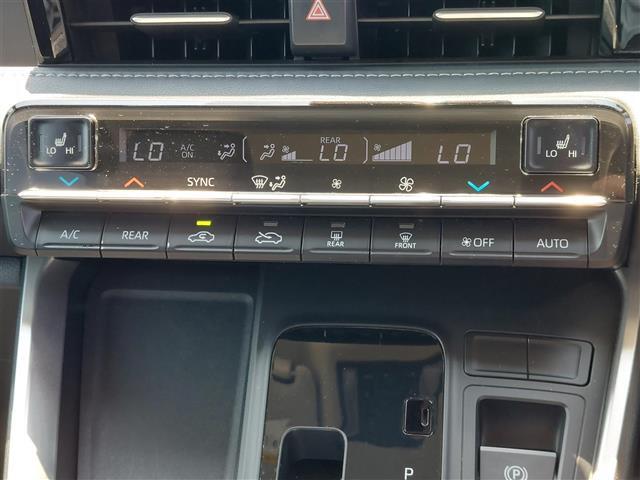 LO HI LO A/C ON REAR LO LO LO HI
SYNC
A/C REAR REAR FRONT OFF AUTO
P
P